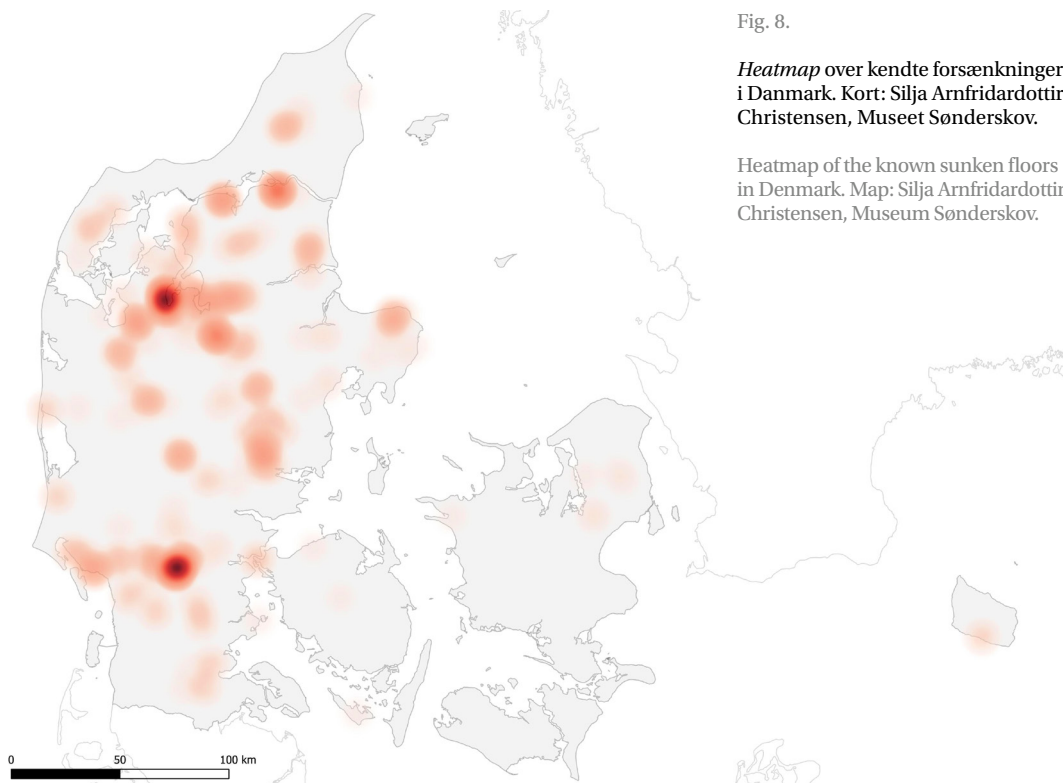 Fig. 8.
Heatmap over kendte forsænkninger
i Danmark. Kort: Silja Arnfridardottir
Christensen, Museet Sønderskov.
Heatmap of the known sunken floors
in Denmark. Map: Silja Arnfridardottir
Christensen, Museum Sønderskov.
0 50 100 km